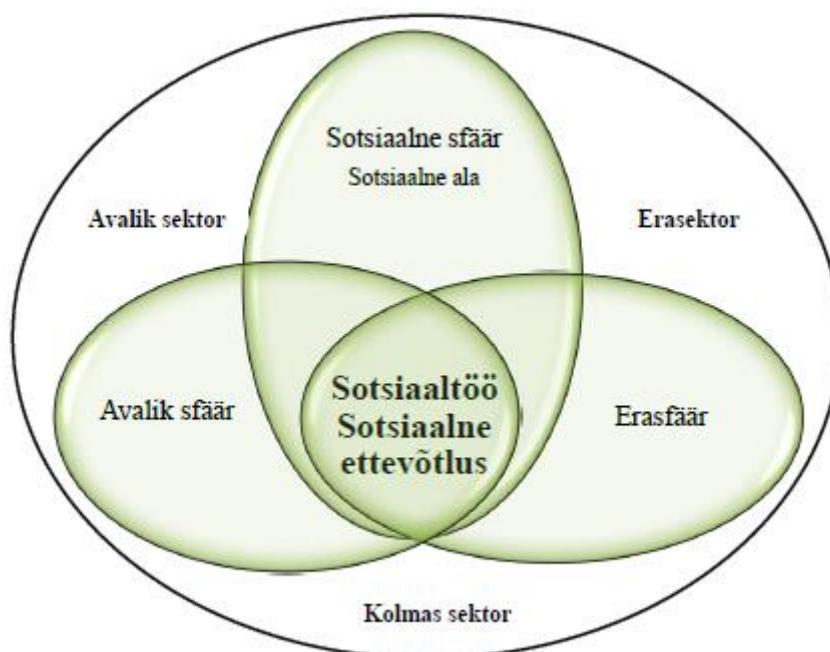 Sotsiaalne sfäär
Sotsiaalne ala
Avalik sektor
Erasektor
Avalik sfäär
Sotsiaaltöö
Sotsiaalne
ettevõtlus
Erasfäär
Kolmas sektor